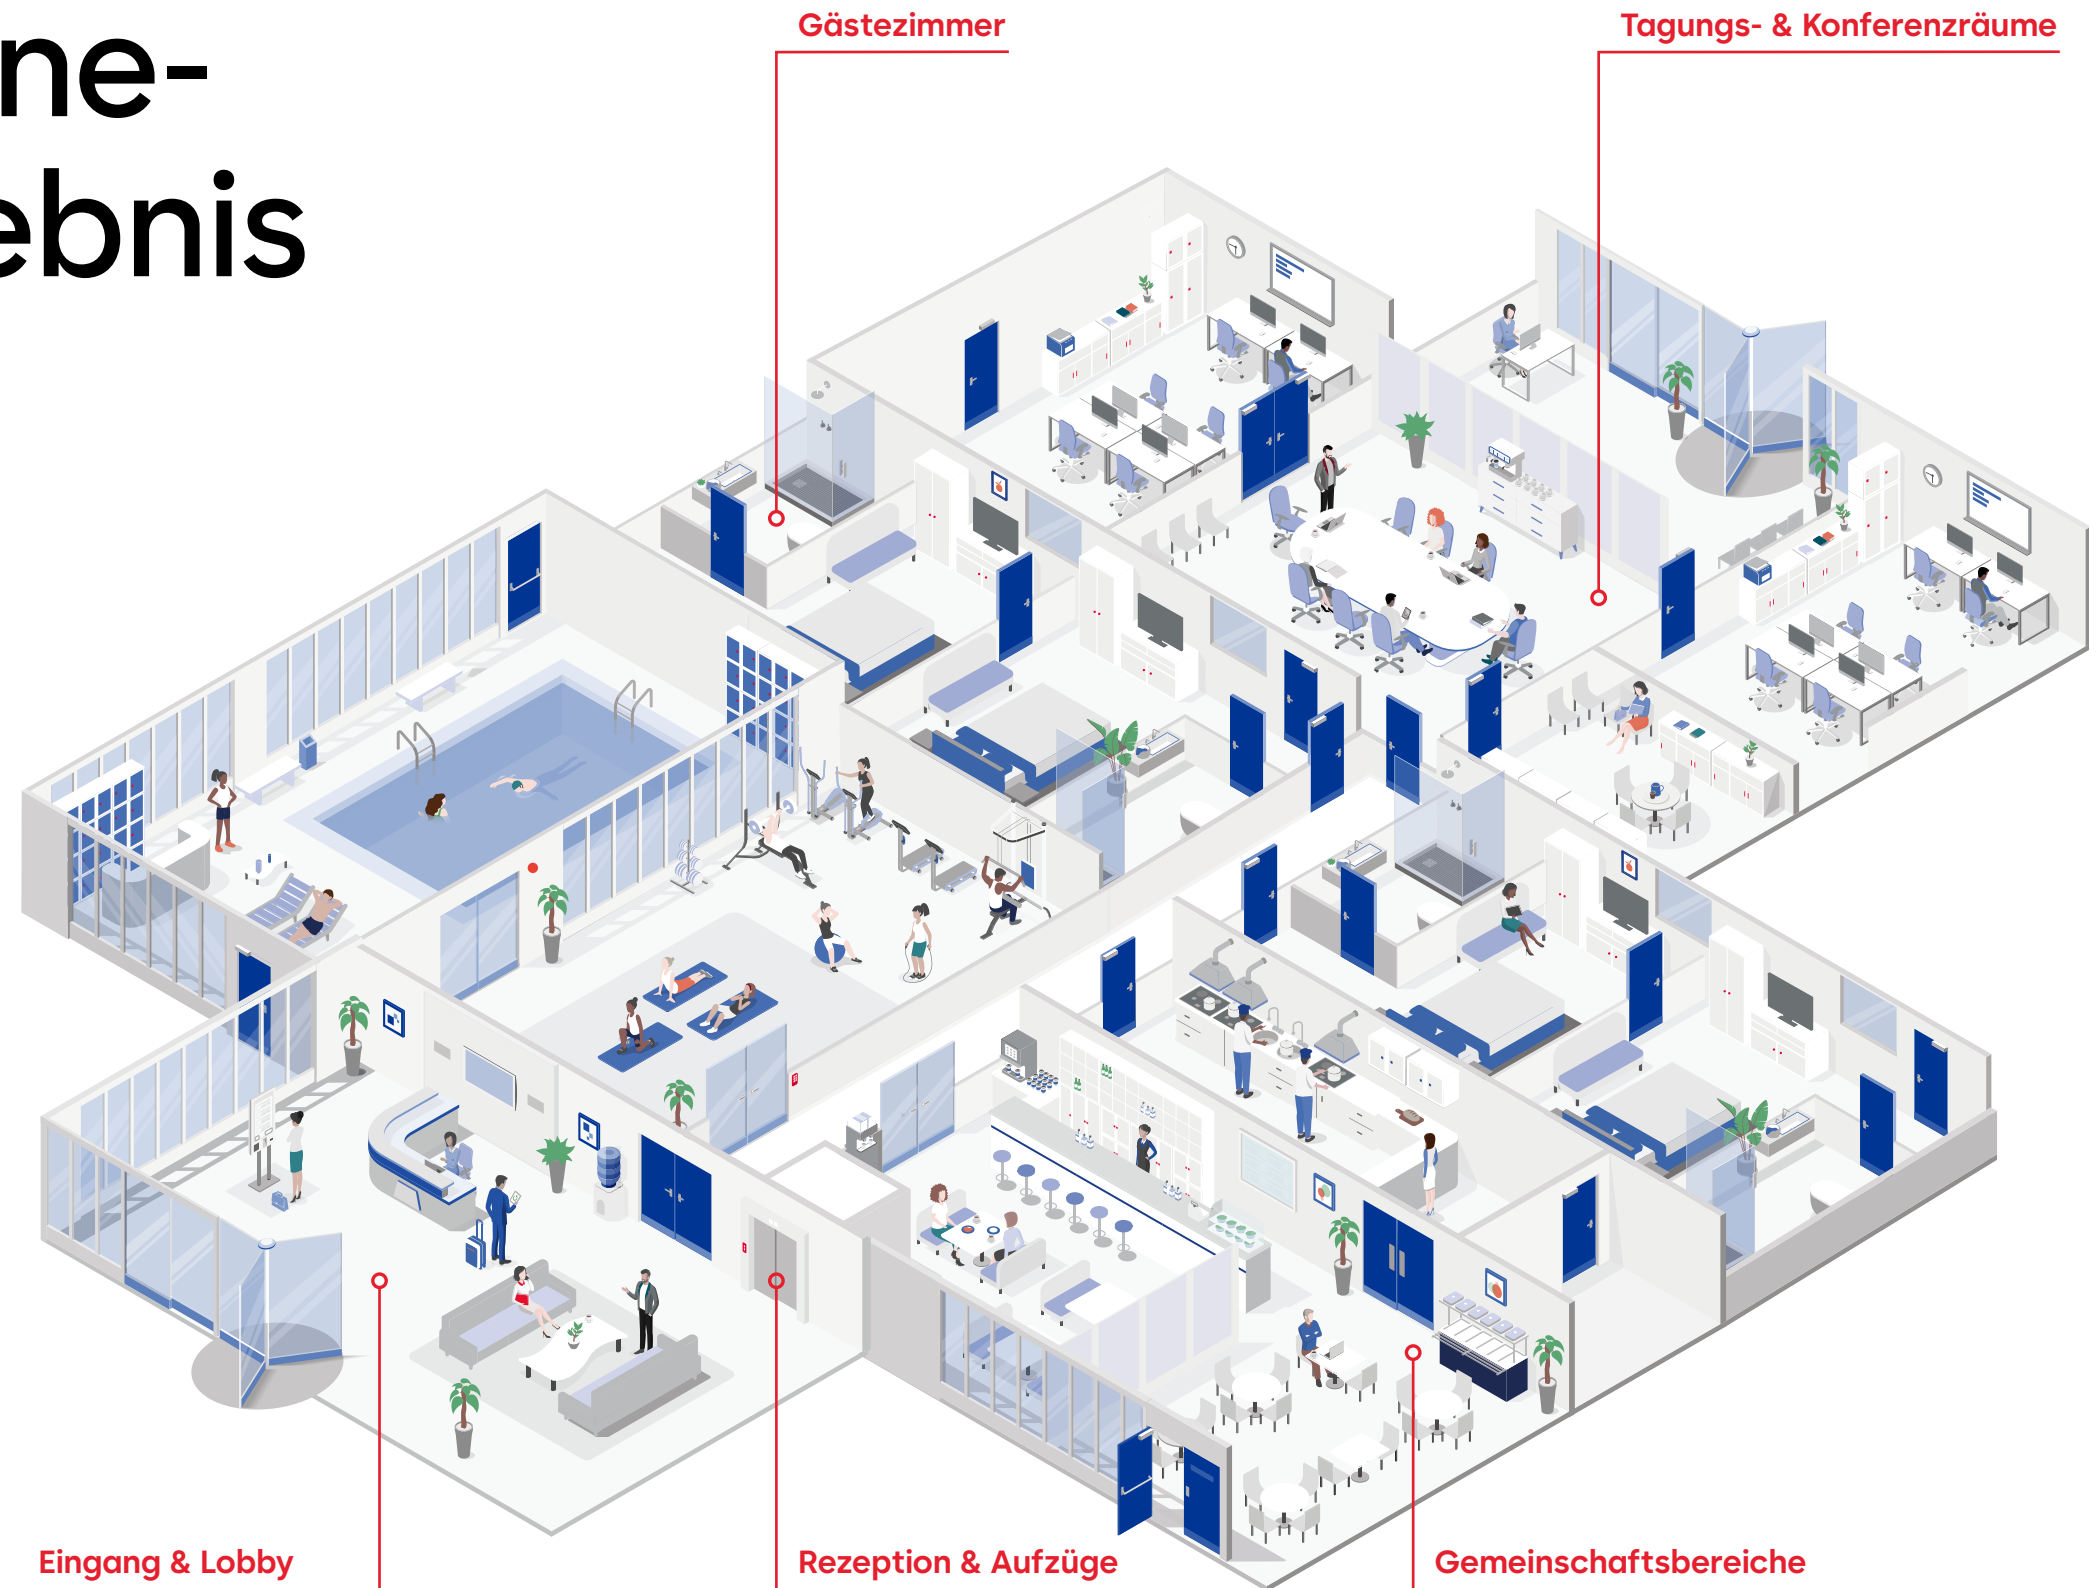 ne-
ebnis
Gästezimmer
Tagungs- & Konferenzräume
Eingang & Lobby
Rezeption & Aufzüge
Gemeinschaftsbereiche